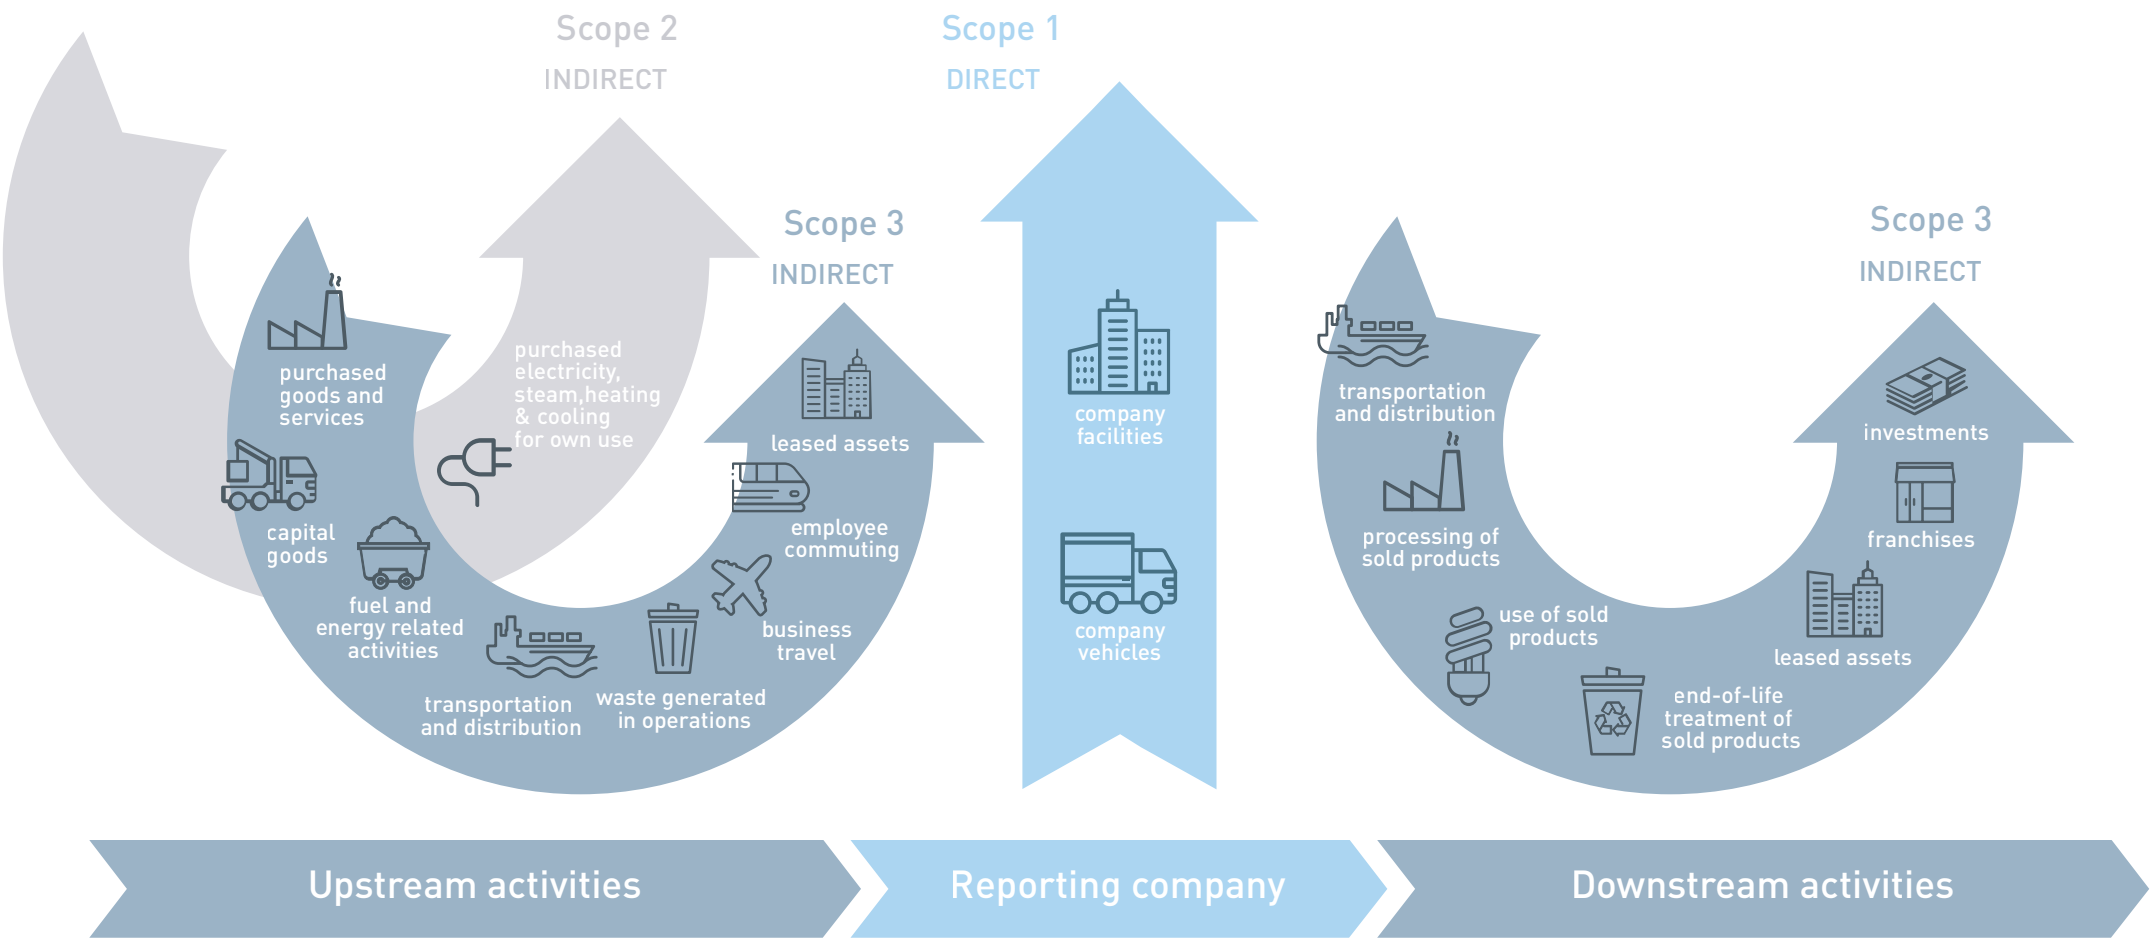 Scope 2
INDIRECT
Scope 1
DIRECT
Scope 3
INDIRECT
Scope 3
INDIRECT
purchased
goods and
services
capital
goods
fuel and
energy related
activities
transportation
and distribution
waste generated
in operations
business
travel
employee
commuting
leased assets
purchased
electricity,
steam,heating
& cooling
for own use
company
facilities
company
vehicles
transportation
and distribution
processing of
sold products
use of sold
products
end-of-life
treatment of
sold products
leased assets
franchises
investments
Upstream activities
Reporting company
Downstream activities